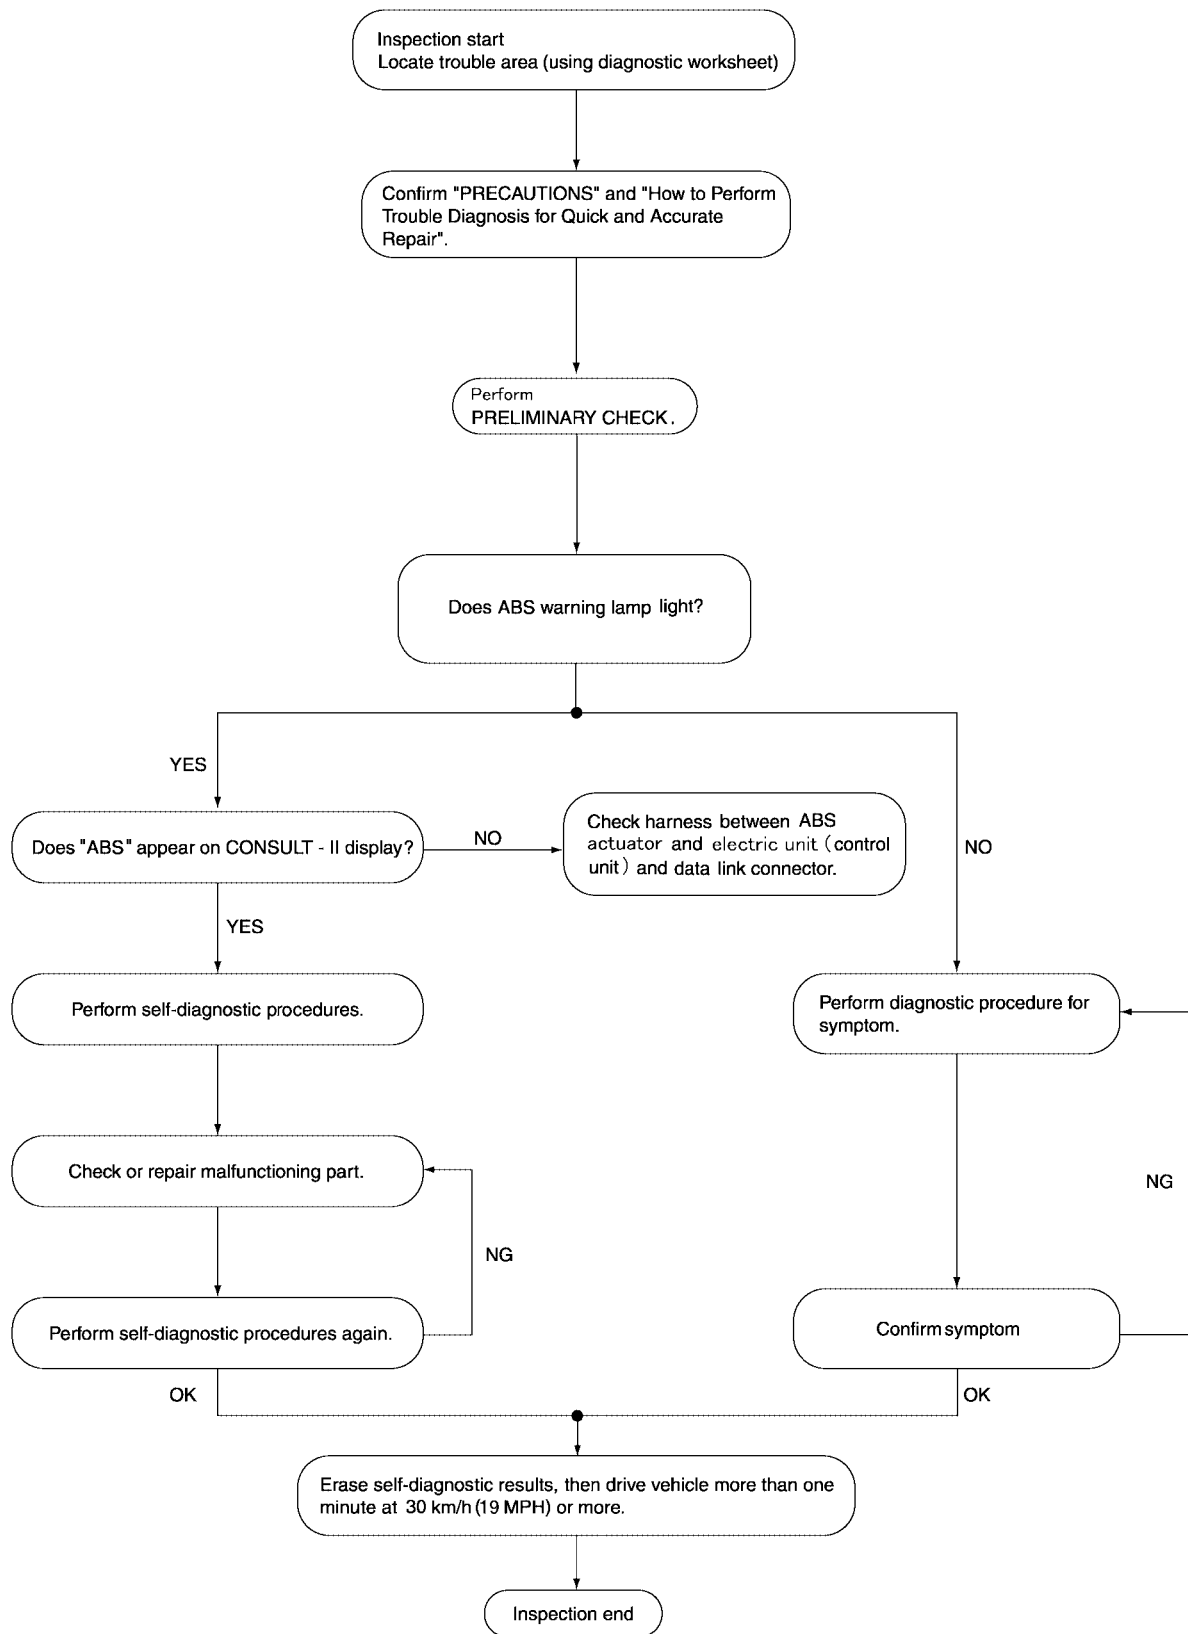 Inspection start
Locate trouble area (using diagnostic worksheet)
Confirm "PRECAUTIONS" and "How to Perform
Trouble Diagnosis for Quick and Accurate
Repair".
Perform
PRELIMINARY CHECK.
Does ABS warning lamp light?
YES
NO
Does "ABS" appear on CONSULT - II display?
NO
Check harness between ABS
actuator and electric unit (control
unit) and data link connector.
YES
Perform self-diagnostic procedures.
Perform diagnostic procedure for
symptom.
Check or repair malfunctioning part.
NG
NG
Perform self-diagnostic procedures again.
Confirm symptom
OK
OK
Erase self-diagnostic results, then drive vehicle more than one
minute at 30 km/h (19 MPH) or more.
Inspection end